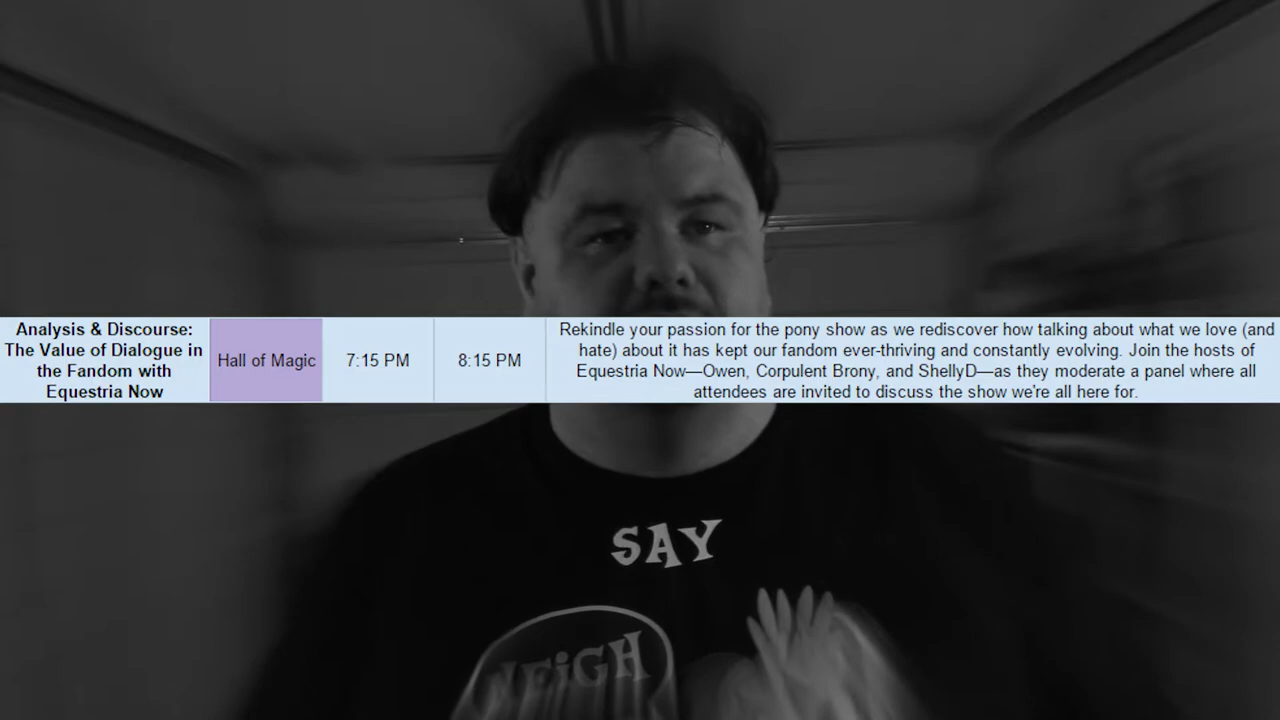 Analysis & Discourse:
The Value of Dialogue in
the Fandom with
Equestria Now
Hall of Magic
7:15 PM
8:15 PM
Rekindle your passion for the pony show as we rediscover how talking about what we love (and
hate) about it has kept our fandom ever-thriving and constantly evolving. Join the hosts of
Equestria Now—Owen, Corpulent Brony, and ShellyD—as they moderate a panel where all
attendees are invited to discuss the show we're all here for.
SAY
NEiGH